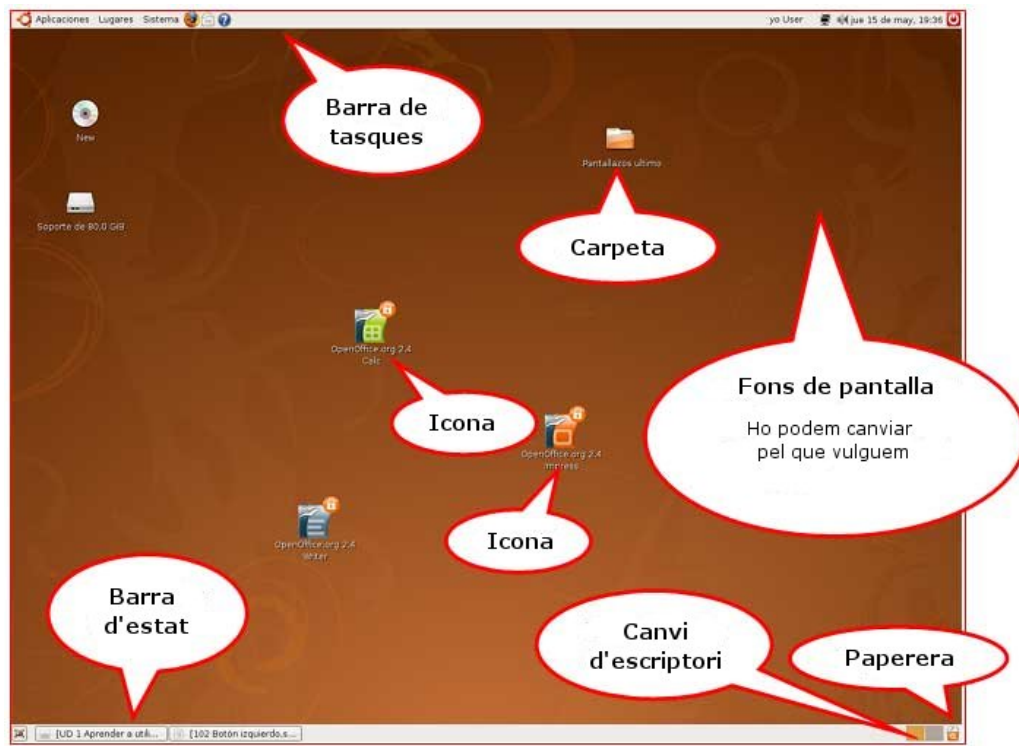 Aplicaciones Lugares Sistema
yo User
jue 15 de may, 19:36
Barra de
tasques
New
Pantallazos ultimo
Soporte de 80,0 GiB
Carpeta
OpenOffice.org 2.4
Calc
Fons de pantalla
Ho podem canviar
pel que vulguem
Icona
OpenOffice.org 2.4
Impress
OpenOffice.org 2.4
Writer
Icona
Barra
d'estat
Canvi
d'escriptori
Paperera
[UD 1 Aprender a utili...
[102 Botón izquierdo.s...